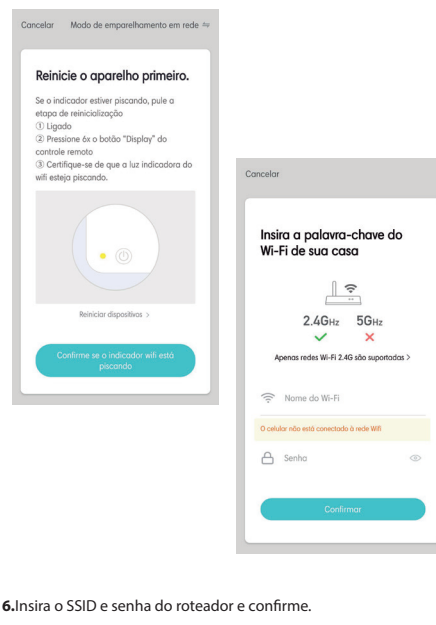 Cancelar Modo de emparelhamento em rede
Reinicie o aparelho primeiro.
Se o indicador estiver piscando, pule a
etapa de reinicialização
① Ligado
② Pressione 6x o botão "Display" do
controle remoto
③ Certifique-se de que a luz indicadora do
wifi esteja piscando.
Reiniciar dispositivos >
Confirme se o indicador wifi está
piscando
Cancelar
Insira a palavra-chave do
Wi-Fi de sua casa
2.4GHz 5GHz
Apenas redes Wi-Fi 2.4G são suportadas >
Nome do Wi-Fi
O celular não está conectado à rede Wifi
Senha
Confirmar
6.Insira o SSID e senha do roteador e confirme.